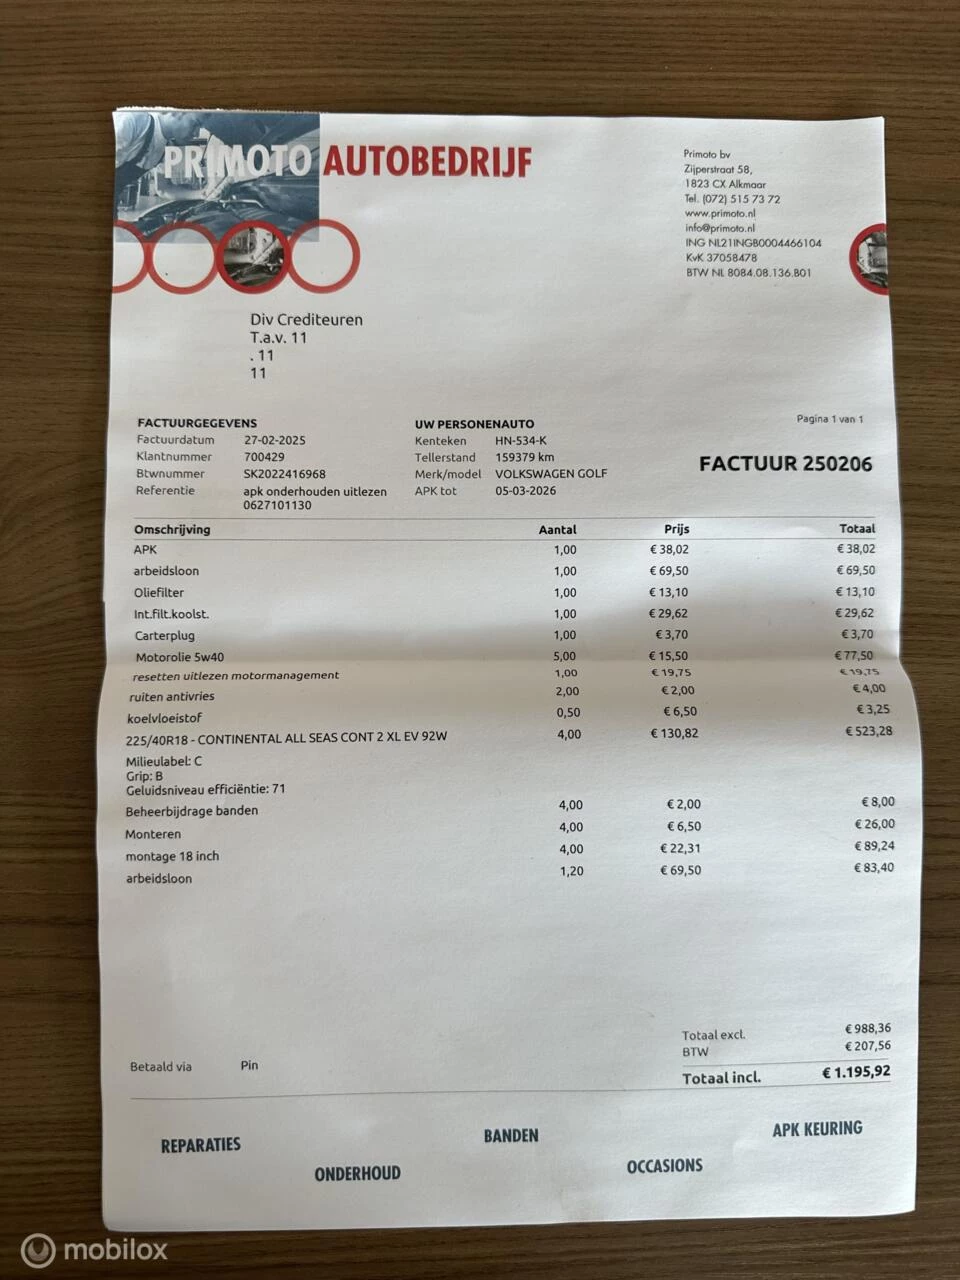 PRIMOTO AUTOBEDRIJF
Primoto bv
Zijperstraat 58,
1823 CX Alkmaar
Tel. (072) 515 73 72
www.primoto.nl
info@primoto.nl
ING NL21INGB0004466104
KvK 37058478
BTW NL 8084.08.136.B01
Div Crediteuren
T.a.v. 11
. 11
11
Pagina 1 van 1
FACTUURGEGEVENS UW PERSONENAUTO
Factuurdatum 27-02-2025 Kenteken HN-534-K
Klantnummer 700429 Tellerstand 159379 km
Btwnummer SK2022416968 Merk/model VOLKSWAGEN GOLF
Referentie apk onderhouden uitlezen APK tot 05-03-2026
0627101130
FACTUUR 250206
Omschrijving Aantal Prijs Totaal
APK 1,00 € 38,02 € 38,02
arbeidsloon 1,00 € 69,50 € 69,50
Oliefilter 1,00 € 13,10 € 13,10
Int.filt.koolst. 1,00 € 29,62 € 29,62
Carterplug 1,00 € 3,70 € 3,70
Motorolie 5w40 5,00 € 15,50 € 77,50
resetten uitlezen motormanagement 1,00 € 19,75 € 19,75
ruiten antivries 2,00 € 2,00 € 4,00
koelvloeistof 0,50 € 6,50 € 3,25
225/40R18 - CONTINENTAL ALL SEAS CONT 2 XL EV 92W 4,00 € 130,82 € 523,28
Milieulabel: C
Grip: B
Geluidsniveau efficiëntie: 71
Beheerbijdrage banden 4,00 € 2,00 € 8,00
Monteren 4,00 € 6,50 € 26,00
montage 18 inch 4,00 € 22,31 € 89,24
arbeidsloon 1,20 € 69,50 € 83,40
Totaal excl. € 988,36
BTW € 207,56
Betaald via Pin
Totaal incl. € 1.195,92
REPARATIES BANDEN APK KEURING
ONDERHOUD OCCASIONS
mobilox